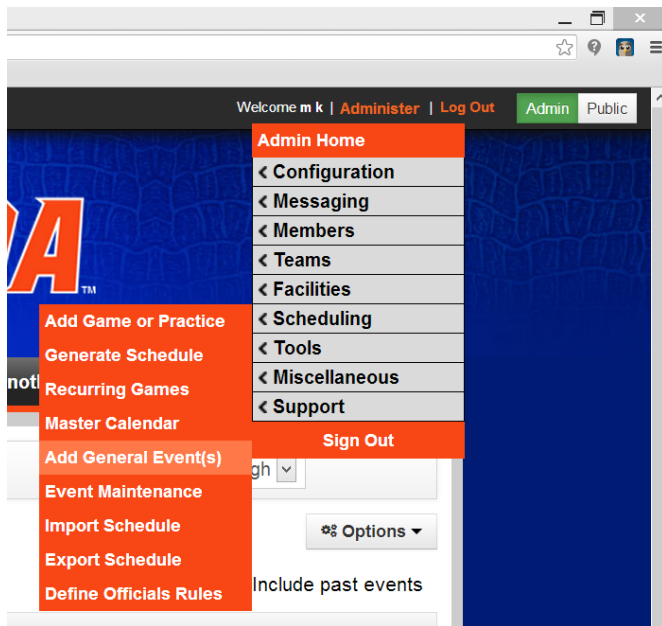 Welcome m k | Administer | Log Out Admin Public
Admin Home
Configuration
Messaging
Members
Teams
Facilities
Scheduling
Tools
Miscellaneous
Support
Sign Out
TM
Add Game or Practice
Generate Schedule
Recurring Games
Master Calendar
Add General Event(s)
Event Maintenance
Import Schedule
Export Schedule
Define Officials Rules
Options
Include past events